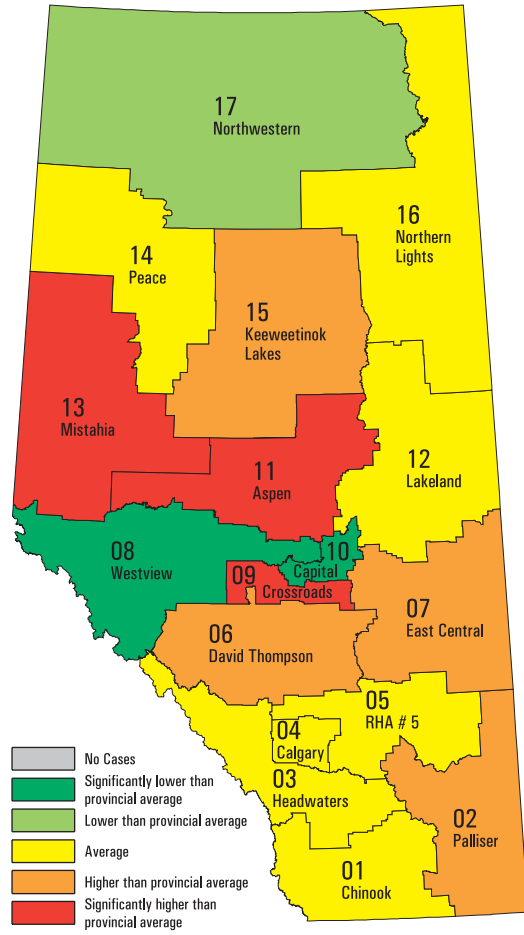 17
Northwestern
16
Northern
Lights
14
Peace
15
Keeweetinok
Lakes
13
Mistahia
11
Aspen
12
Lakeland
08
Westview
10
Capital
09
Crossroads
07
East Central
06
David Thompson
05
RHA # 5
04
Calgary
03
Headwaters
02
Palliser
01
Chinook
No Cases
Significantly lower than
provincial average
Lower than provincial average
Average
Higher than provincial average
Significantly higher than
provincial average